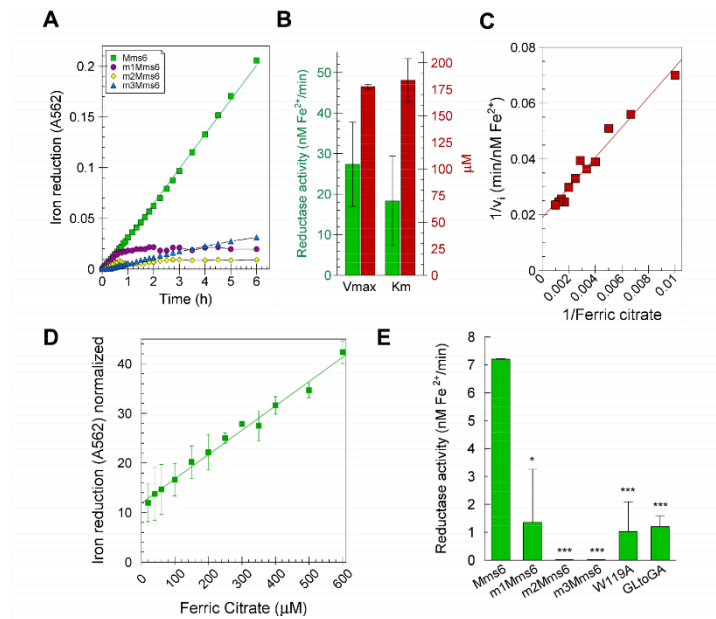 A
Iron reduction (A562)
0.2
0.15
0.1
0.05
0
Mms6
m1Mms6
m2Mms6
m3Mms6
0 1 2 3 4 5 6
Time (h)
B
Reductase activity (nM Fe2+/min)
50
40
30
20
10
0
200
175
150
125
100
75
50
25
0
µM
Vmax Km
C
1/vi (min/nM Fe2+)
0.08
0.06
0.04
0.02
0
0 0.002 0.004 0.006 0.008 0.01
1/Ferric citrate
D
Iron reduction (A562) normalized
40
30
20
10
0
0 100 200 300 400 500 600
Ferric Citrate (µM)
E
Reductase activity (nM Fe2+/min)
8
7
6
5
4
3
2
1
0
* *** *** *** ***
Mms6 m1Mms6 m2Mms6 m3Mms6 W119A GLtoGA